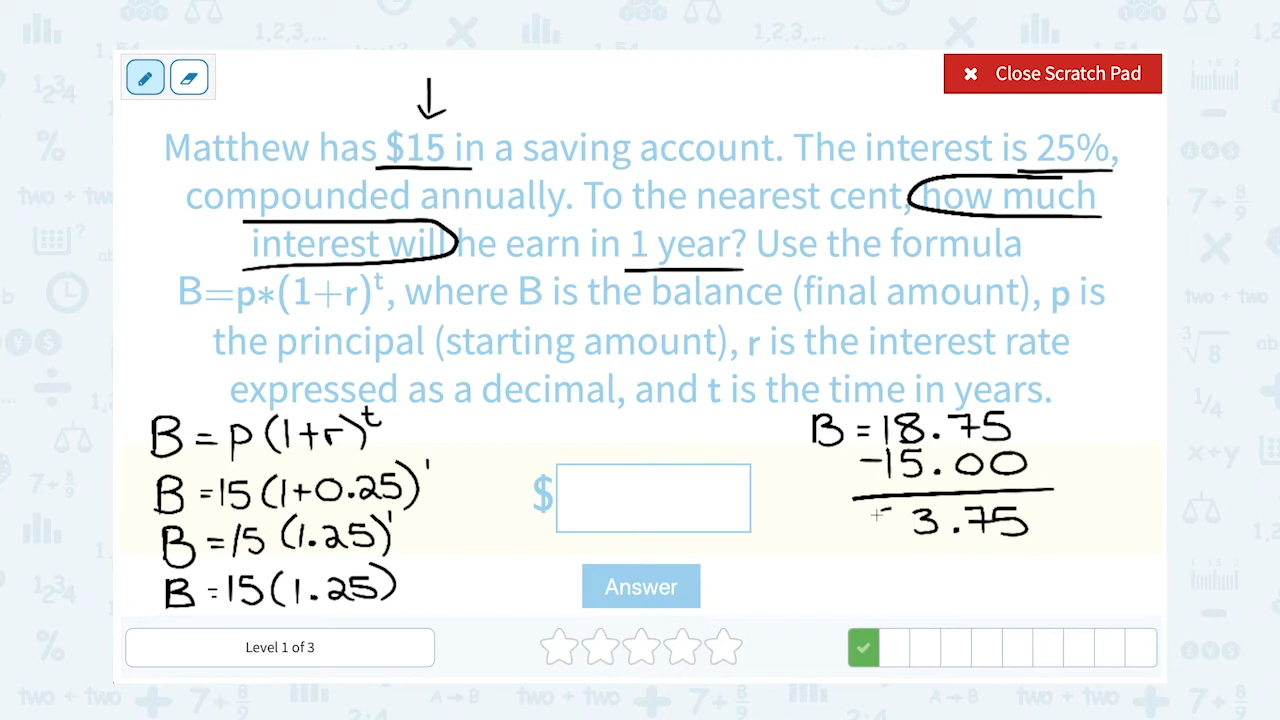 Close Scratch Pad
Matthew has $15 in a saving account. The interest is 25%,
compounded annually. To the nearest cent, how much
interest will he earn in 1 year? Use the formula
B=p*(1+r)^t, where B is the balance (final amount), p is
the principal (starting amount), r is the interest rate
expressed as a decimal, and t is the time in years.
B = p(1+r)^t
B = 15(1+0.25)^1
B = 15(1.25)^1
B = 15(1.25)
$
B = 18.75
-15.00
3.75
Answer
Level 1 of 3